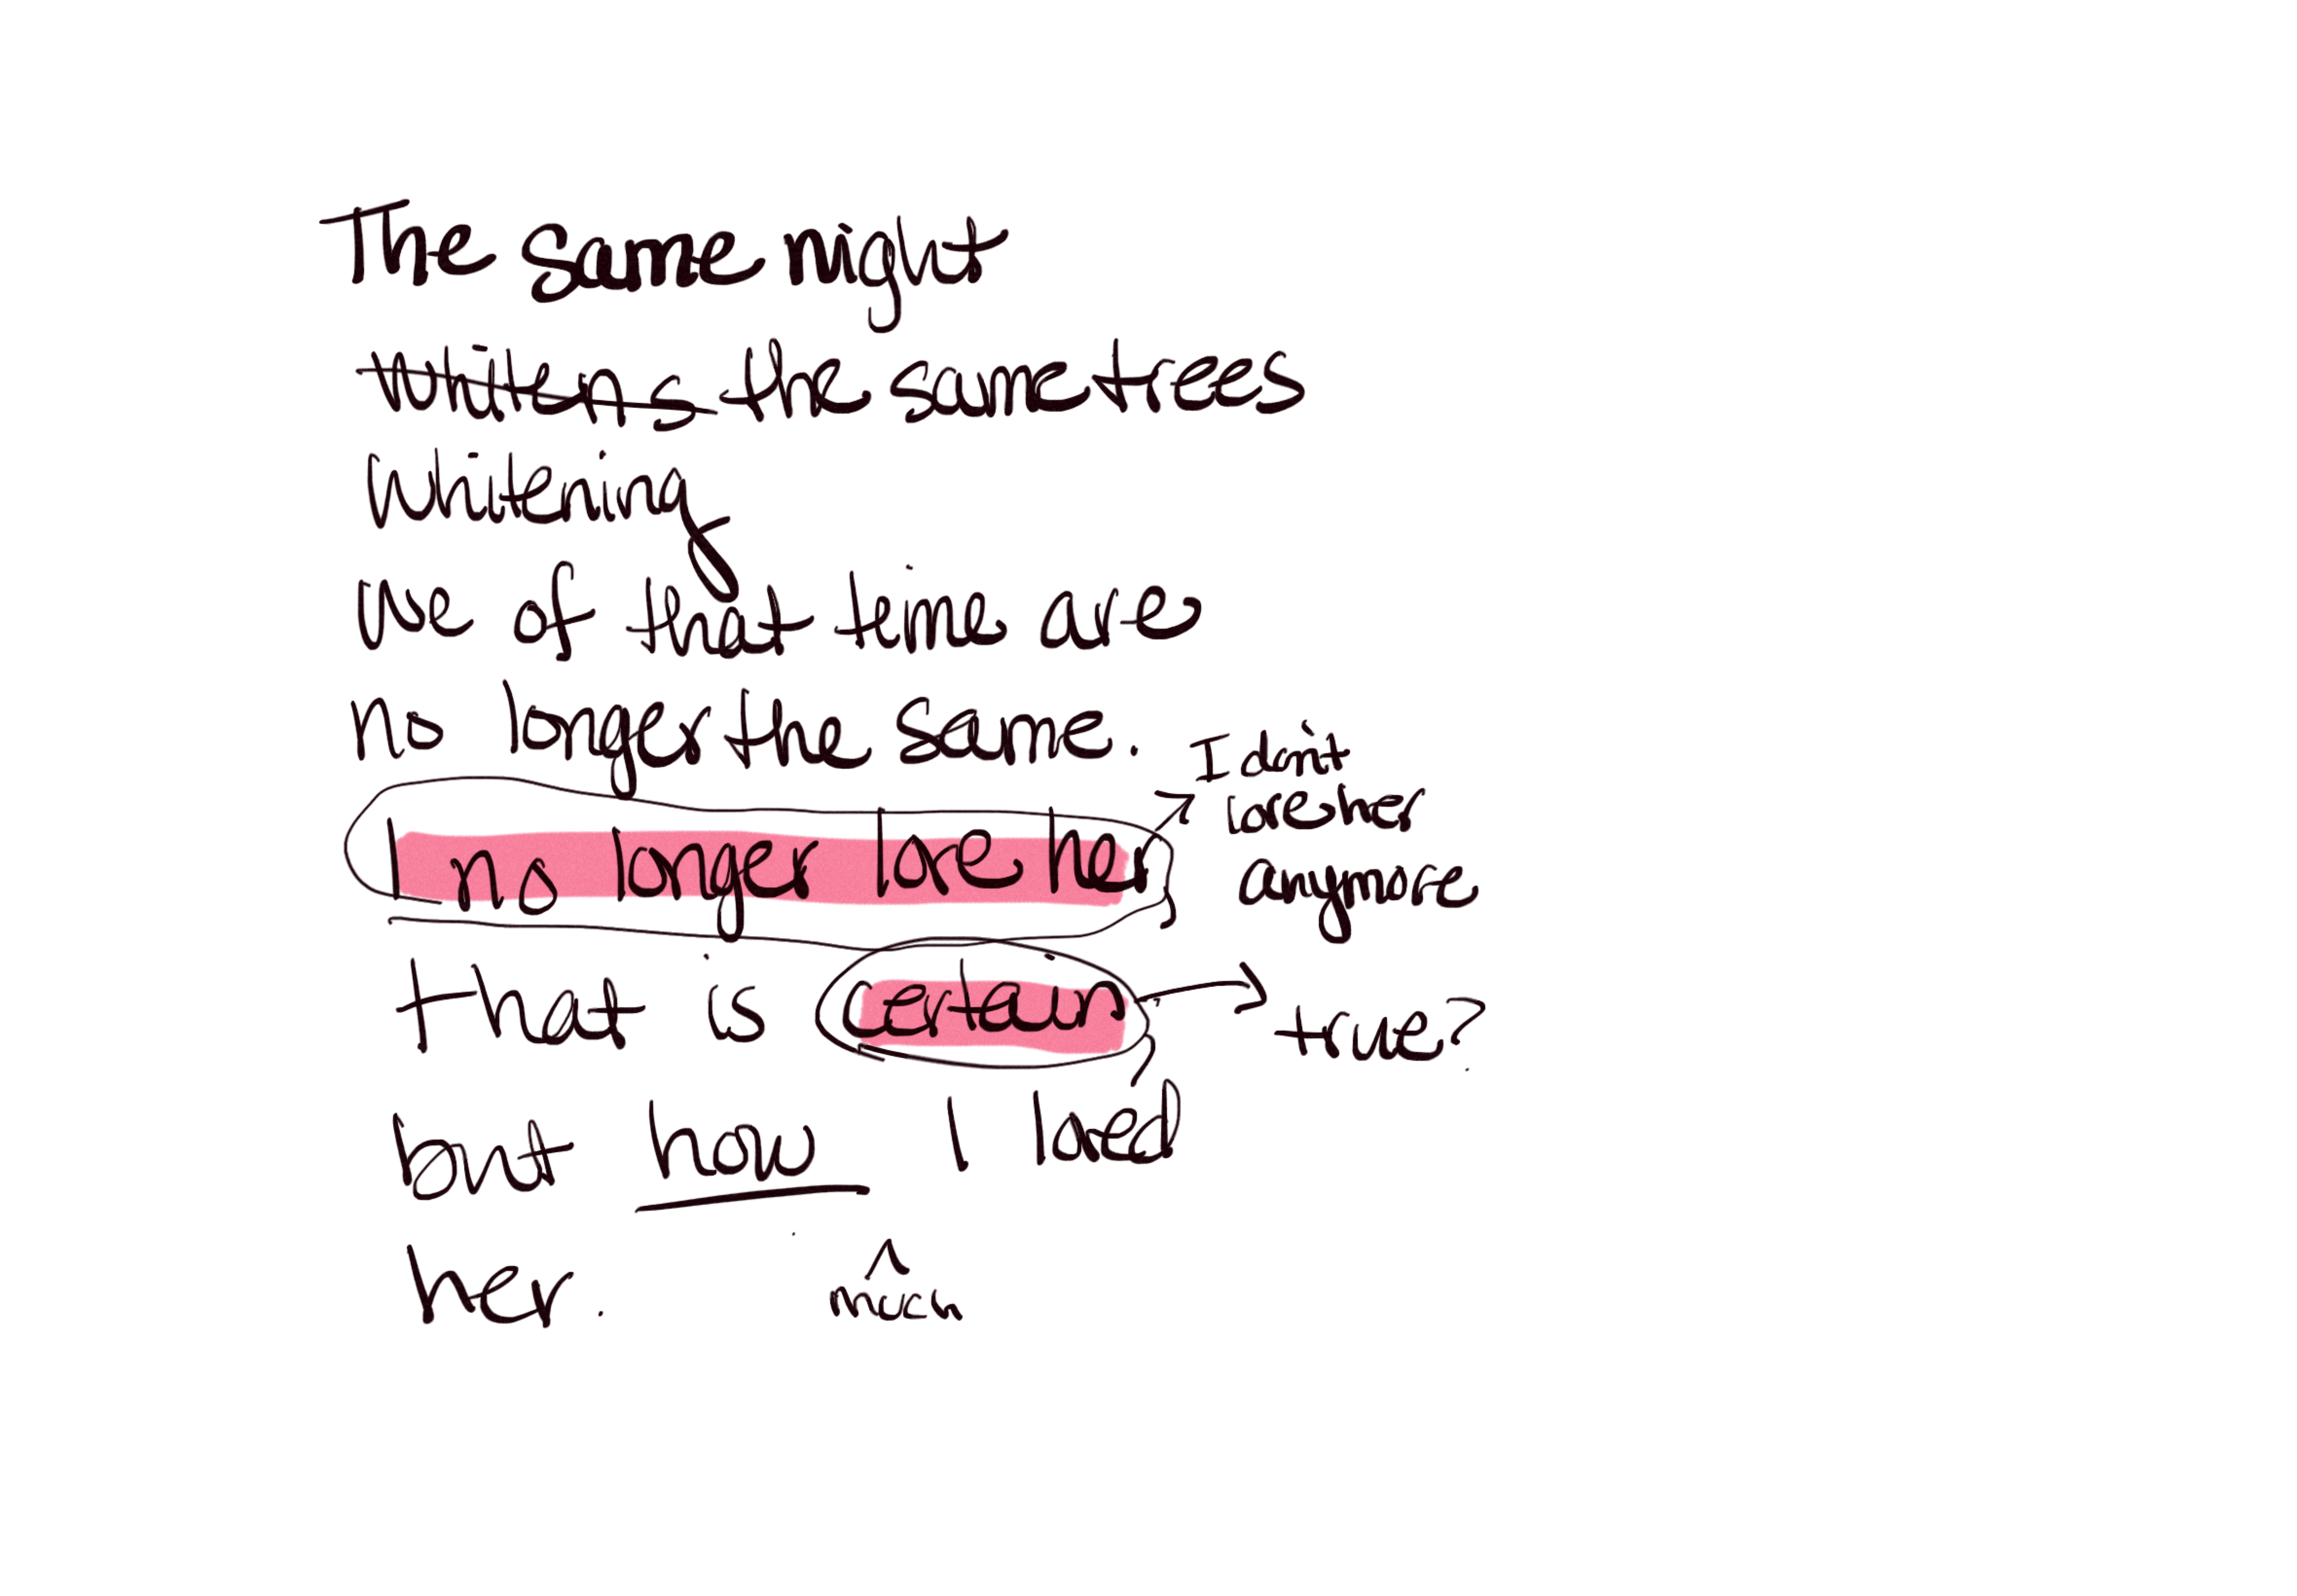 The same night
whitens the same trees
whitening
we of that time are
no longer the same.
I don't
love her
anymore
I no longer love her,
that is certain,
true?
but how I loved
her.
^
much